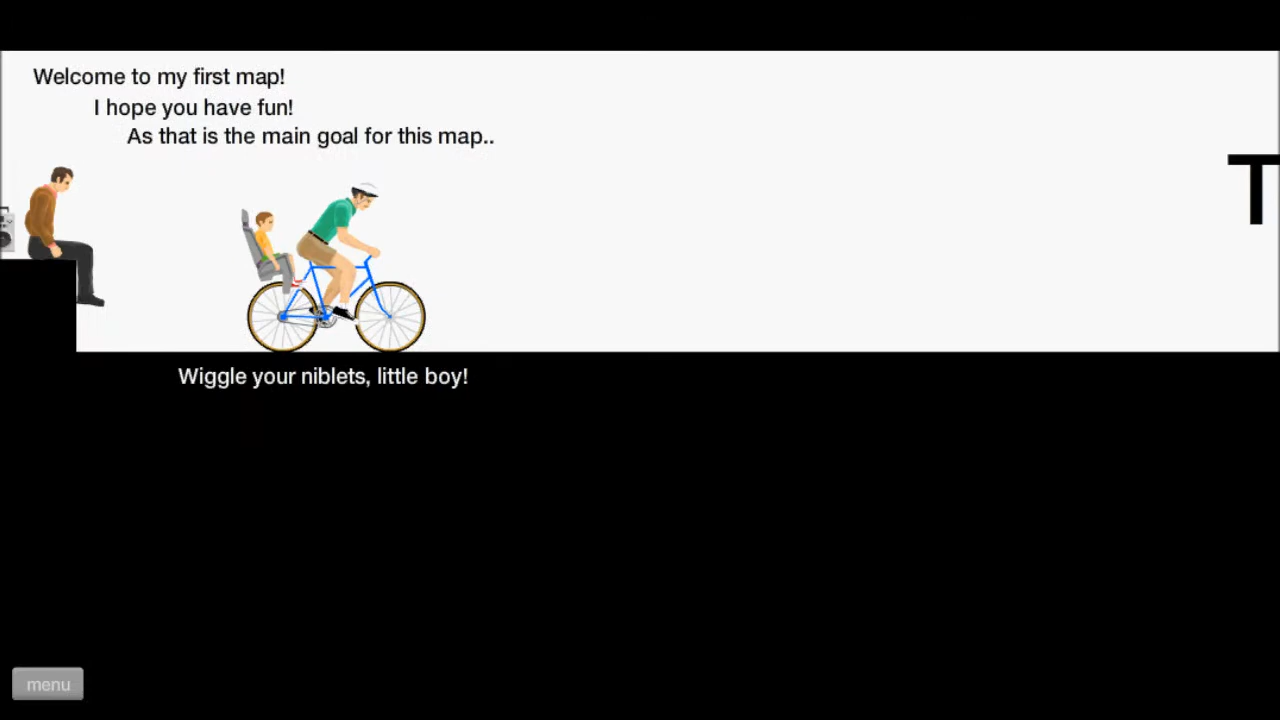 Welcome to my first map!
I hope you have fun!
As that is the main goal for this map..
T
Wiggle your niblets, little boy!
menu